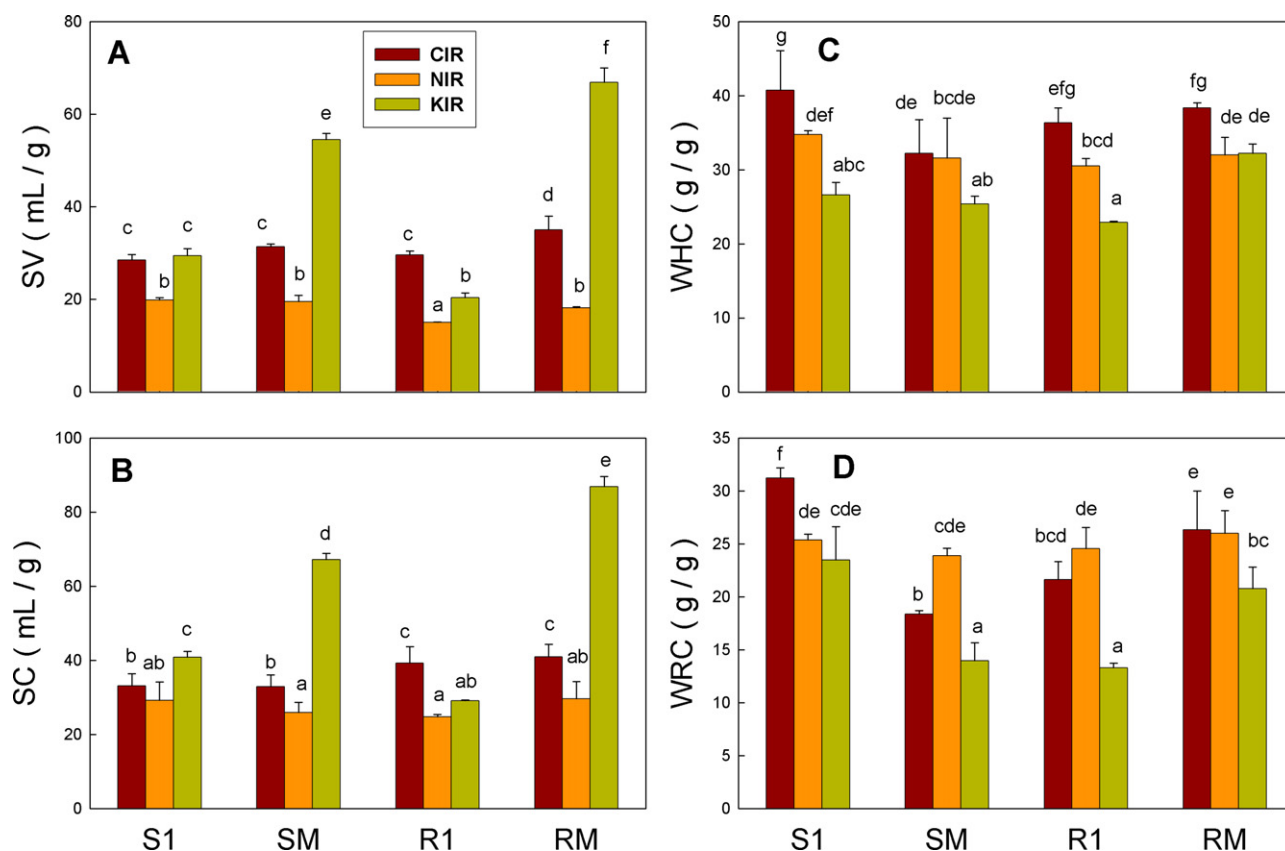 A
CIR
NIR
KIR
SV ( mL / g )
80
60
40
20
0
c
c
b
c
e
b
c
b
a
d
f
b
C
WHC ( g / g )
50
40
30
20
10
0
g
def
abc
de
bcde
ab
efg
bcd
a
fg
de
de
B
SC ( mL / g )
100
80
60
40
20
0
b
ab
c
b
a
d
c
a
ab
c
ab
e
S1
SM
R1
RM
D
WRC ( g / g )
35
30
25
20
15
10
5
0
f
de
cde
b
cde
a
bcd
de
a
e
e
bc
S1
SM
R1
RM